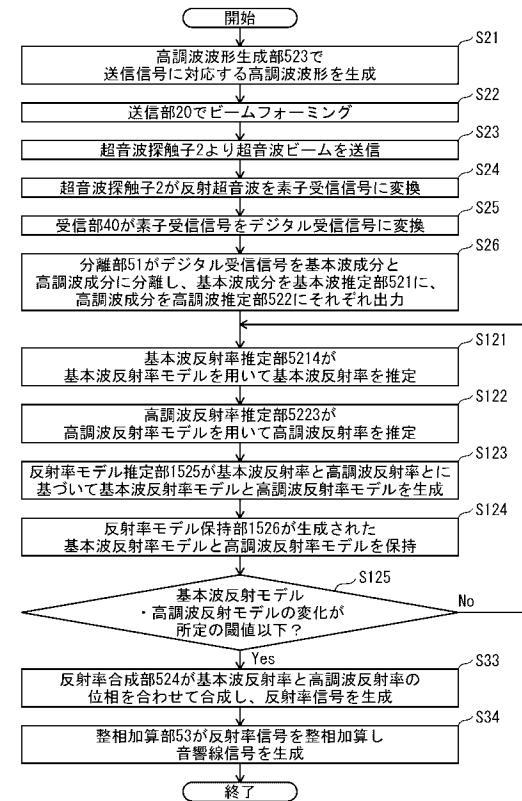 開始
S21
高調波波形生成部523で
送信信号に対応する高調波波形を生成
S22
送信部20でビームフォーミング
S23
超音波探触子2より超音波ビームを送信
S24
超音波探触子2が反射超音波を素子受信信号に変換
S25
受信部40が素子受信信号をデジタル受信信号に変換
S26
分離部51がデジタル受信信号を基本波成分と
高調波成分に分離し、基本波成分を基本波推定部521に、
高調波成分を高調波推定部522にそれぞれ出力
S121
基本波反射率推定部5214が
基本波反射率モデルを用いて基本波反射率を推定
S122
高調波反射率推定部5223が
高調波反射率モデルを用いて高調波反射率を推定
S123
反射率モデル推定部1525が基本波反射率と高調波反射率とに
基づいて基本波反射率モデルと高調波反射率モデルを生成
S124
反射率モデル保持部1526が生成された
基本波反射率モデルと高調波反射率モデルを保持
S125
基本波反射モデル
・高調波反射モデルの変化が
所定の閾値以下？
No
Yes
S33
反射率合成部524が基本波反射率と高調波反射率の
位相を合わせて合成し、反射率信号を生成
S34
整相加算部53が反射率信号を整相加算し
音響線信号を生成
終了